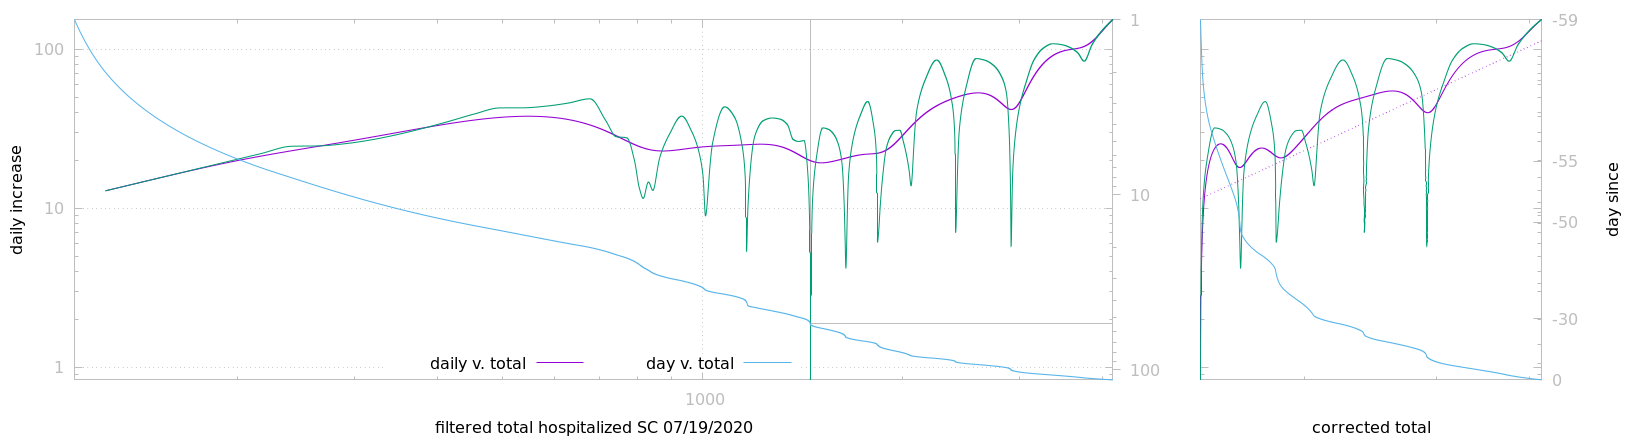 daily increase
100
10
1
daily v. total
day v. total
1000
filtered total hospitalized SC 07/19/2020
1
10
100
-59
-55
-50
-30
0
day since
corrected total